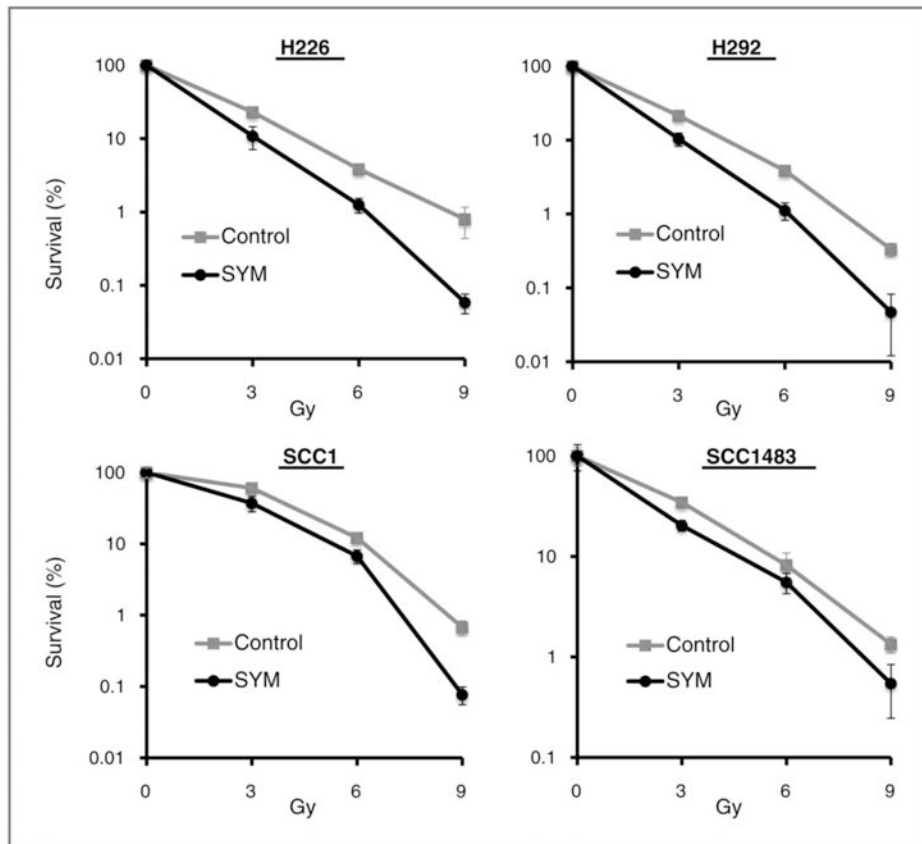 H226
100
10
1
0.1
0.01
Survival (%)
Control
SYM
0 3 6 9
Gy
H292
100
10
1
0.1
0.01
Control
SYM
0 3 6 9
Gy
SCC1
100
10
1
0.1
0.01
Survival (%)
Control
SYM
0 3 6 9
Gy
SCC1483
100
10
1
0.1
Control
SYM
0 3 6 9
Gy